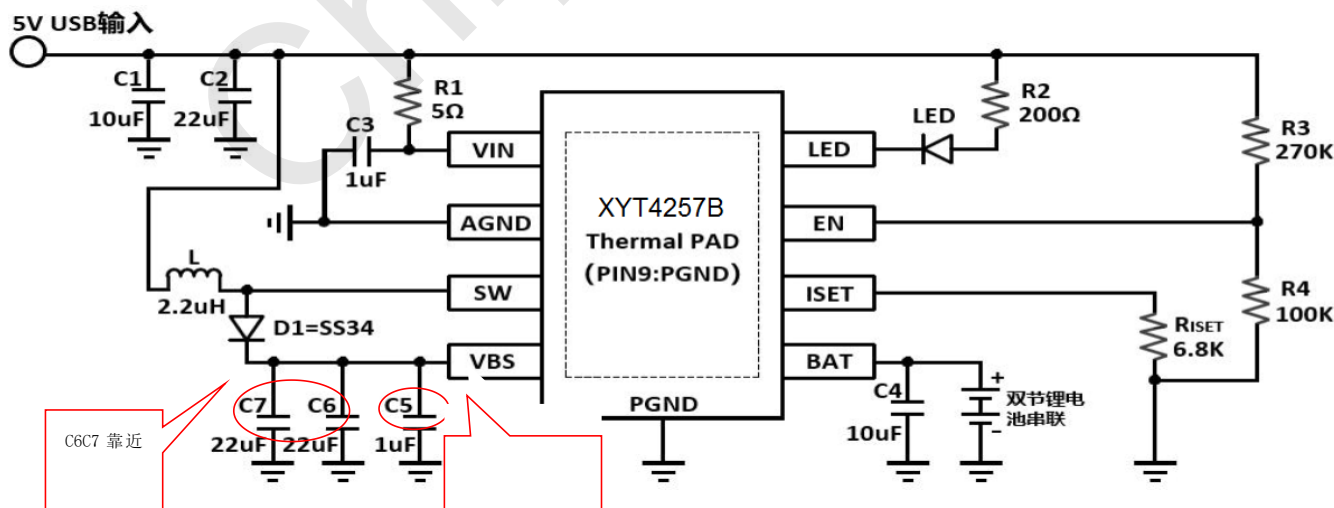 5V USB输入
C1
10uF
C2
22uF
R1
5Ω
C3
1uF
VIN
AGND
SW
VBS
XYT4257B
Thermal PAD
(PIN9:PGND)
PGND
LED
EN
ISET
BAT
LED
R2
200Ω
R3
270K
R4
100K
RISET
6.8K
L
2.2uH
D1=SS34
C7
22uF
C6
22uF
C5
1uF
C4
10uF
+
双节锂电
池串联
-
C6C7 靠近